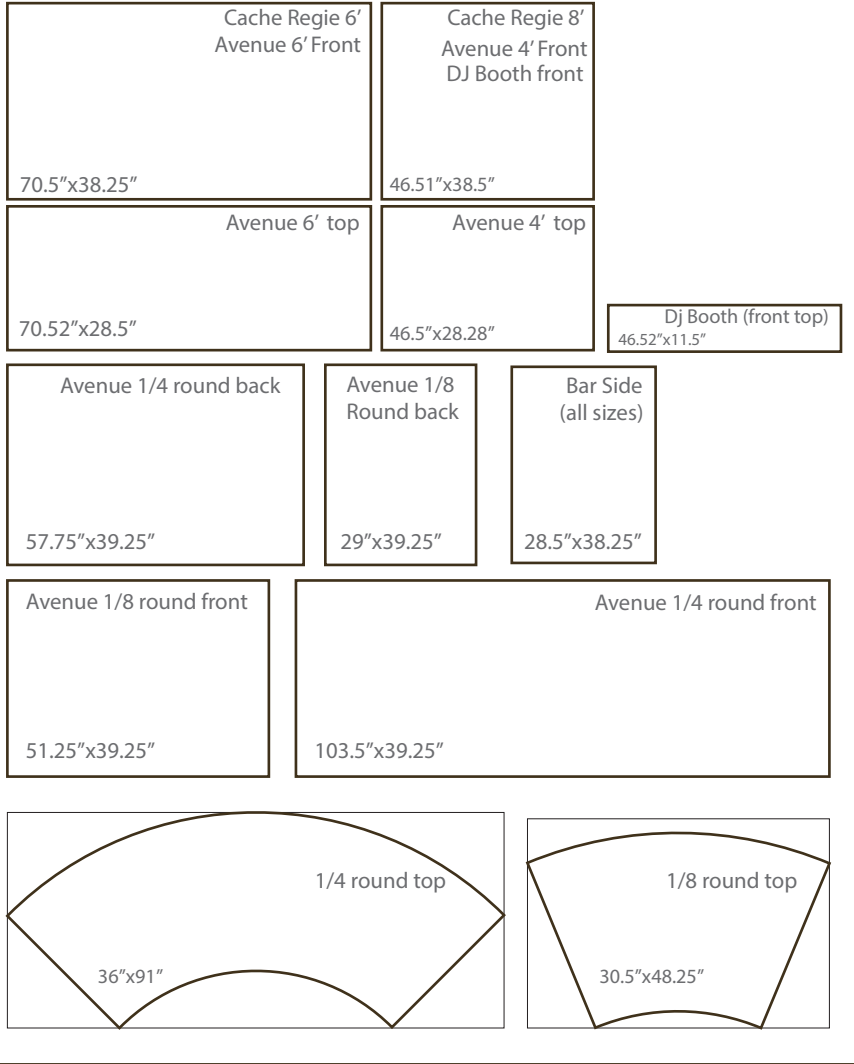 Cache Regie 6’
Avenue 6’ Front
70.5”x38.25”
Cache Regie 8’
Avenue 4’ Front
DJ Booth front
46.51”x38.5”
Avenue 6’ top
70.52”x28.5”
Avenue 4’ top
46.5”x28.28”
Dj Booth (front top)
46.52”x11.5”
Avenue 1/4 round back
57.75”x39.25”
Avenue 1/8
Round back
29”x39.25”
Bar Side
(all sizes)
28.5”x38.25”
Avenue 1/8 round front
51.25”x39.25”
Avenue 1/4 round front
103.5”x39.25”
1/4 round top
36”x91”
1/8 round top
30.5”x48.25”